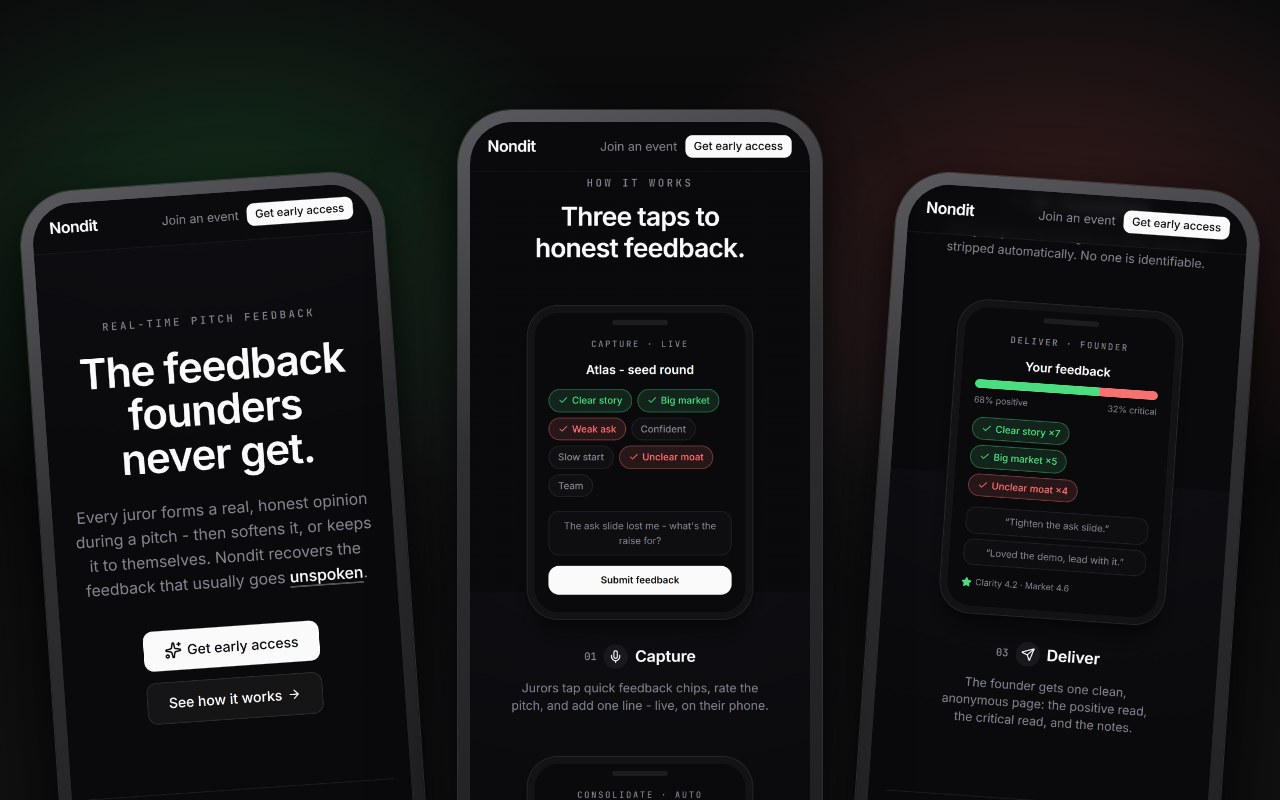 Nondit
Join an event
Get early access
REAL-TIME PITCH FEEDBACK
The feedback
founders
never get.
Every juror forms a real, honest opinion
during a pitch - then softens it, or keeps
it to themselves. Nondit recovers the
feedback that usually goes unspoken.
Get early access
See how it works →
Nondit
Join an event
Get early access
HOW IT WORKS
Three taps to
honest feedback.
CAPTURE · LIVE
Atlas - seed round
Clear story
Big market
Weak ask
Confident
Slow start
Unclear moat
Team
The ask slide lost me - what's the
raise for?
Submit feedback
01 Capture
Jurors tap quick feedback chips, rate the
pitch, and add one line - live, on their phone.
CONSOLIDATE · AUTO
Nondit
Join an event
Get early access
stripped automatically. No one is identifiable.
DELIVER · FOUNDER
Your feedback
68% positive
32% critical
Clear story ×7
Big market ×5
Unclear moat ×4
“Tighten the ask slide.”
“Loved the demo, lead with it.”
Clarity 4.2 · Market 4.6
03 Deliver
The founder gets one clean,
anonymous page: the positive read,
the critical read, and the notes.